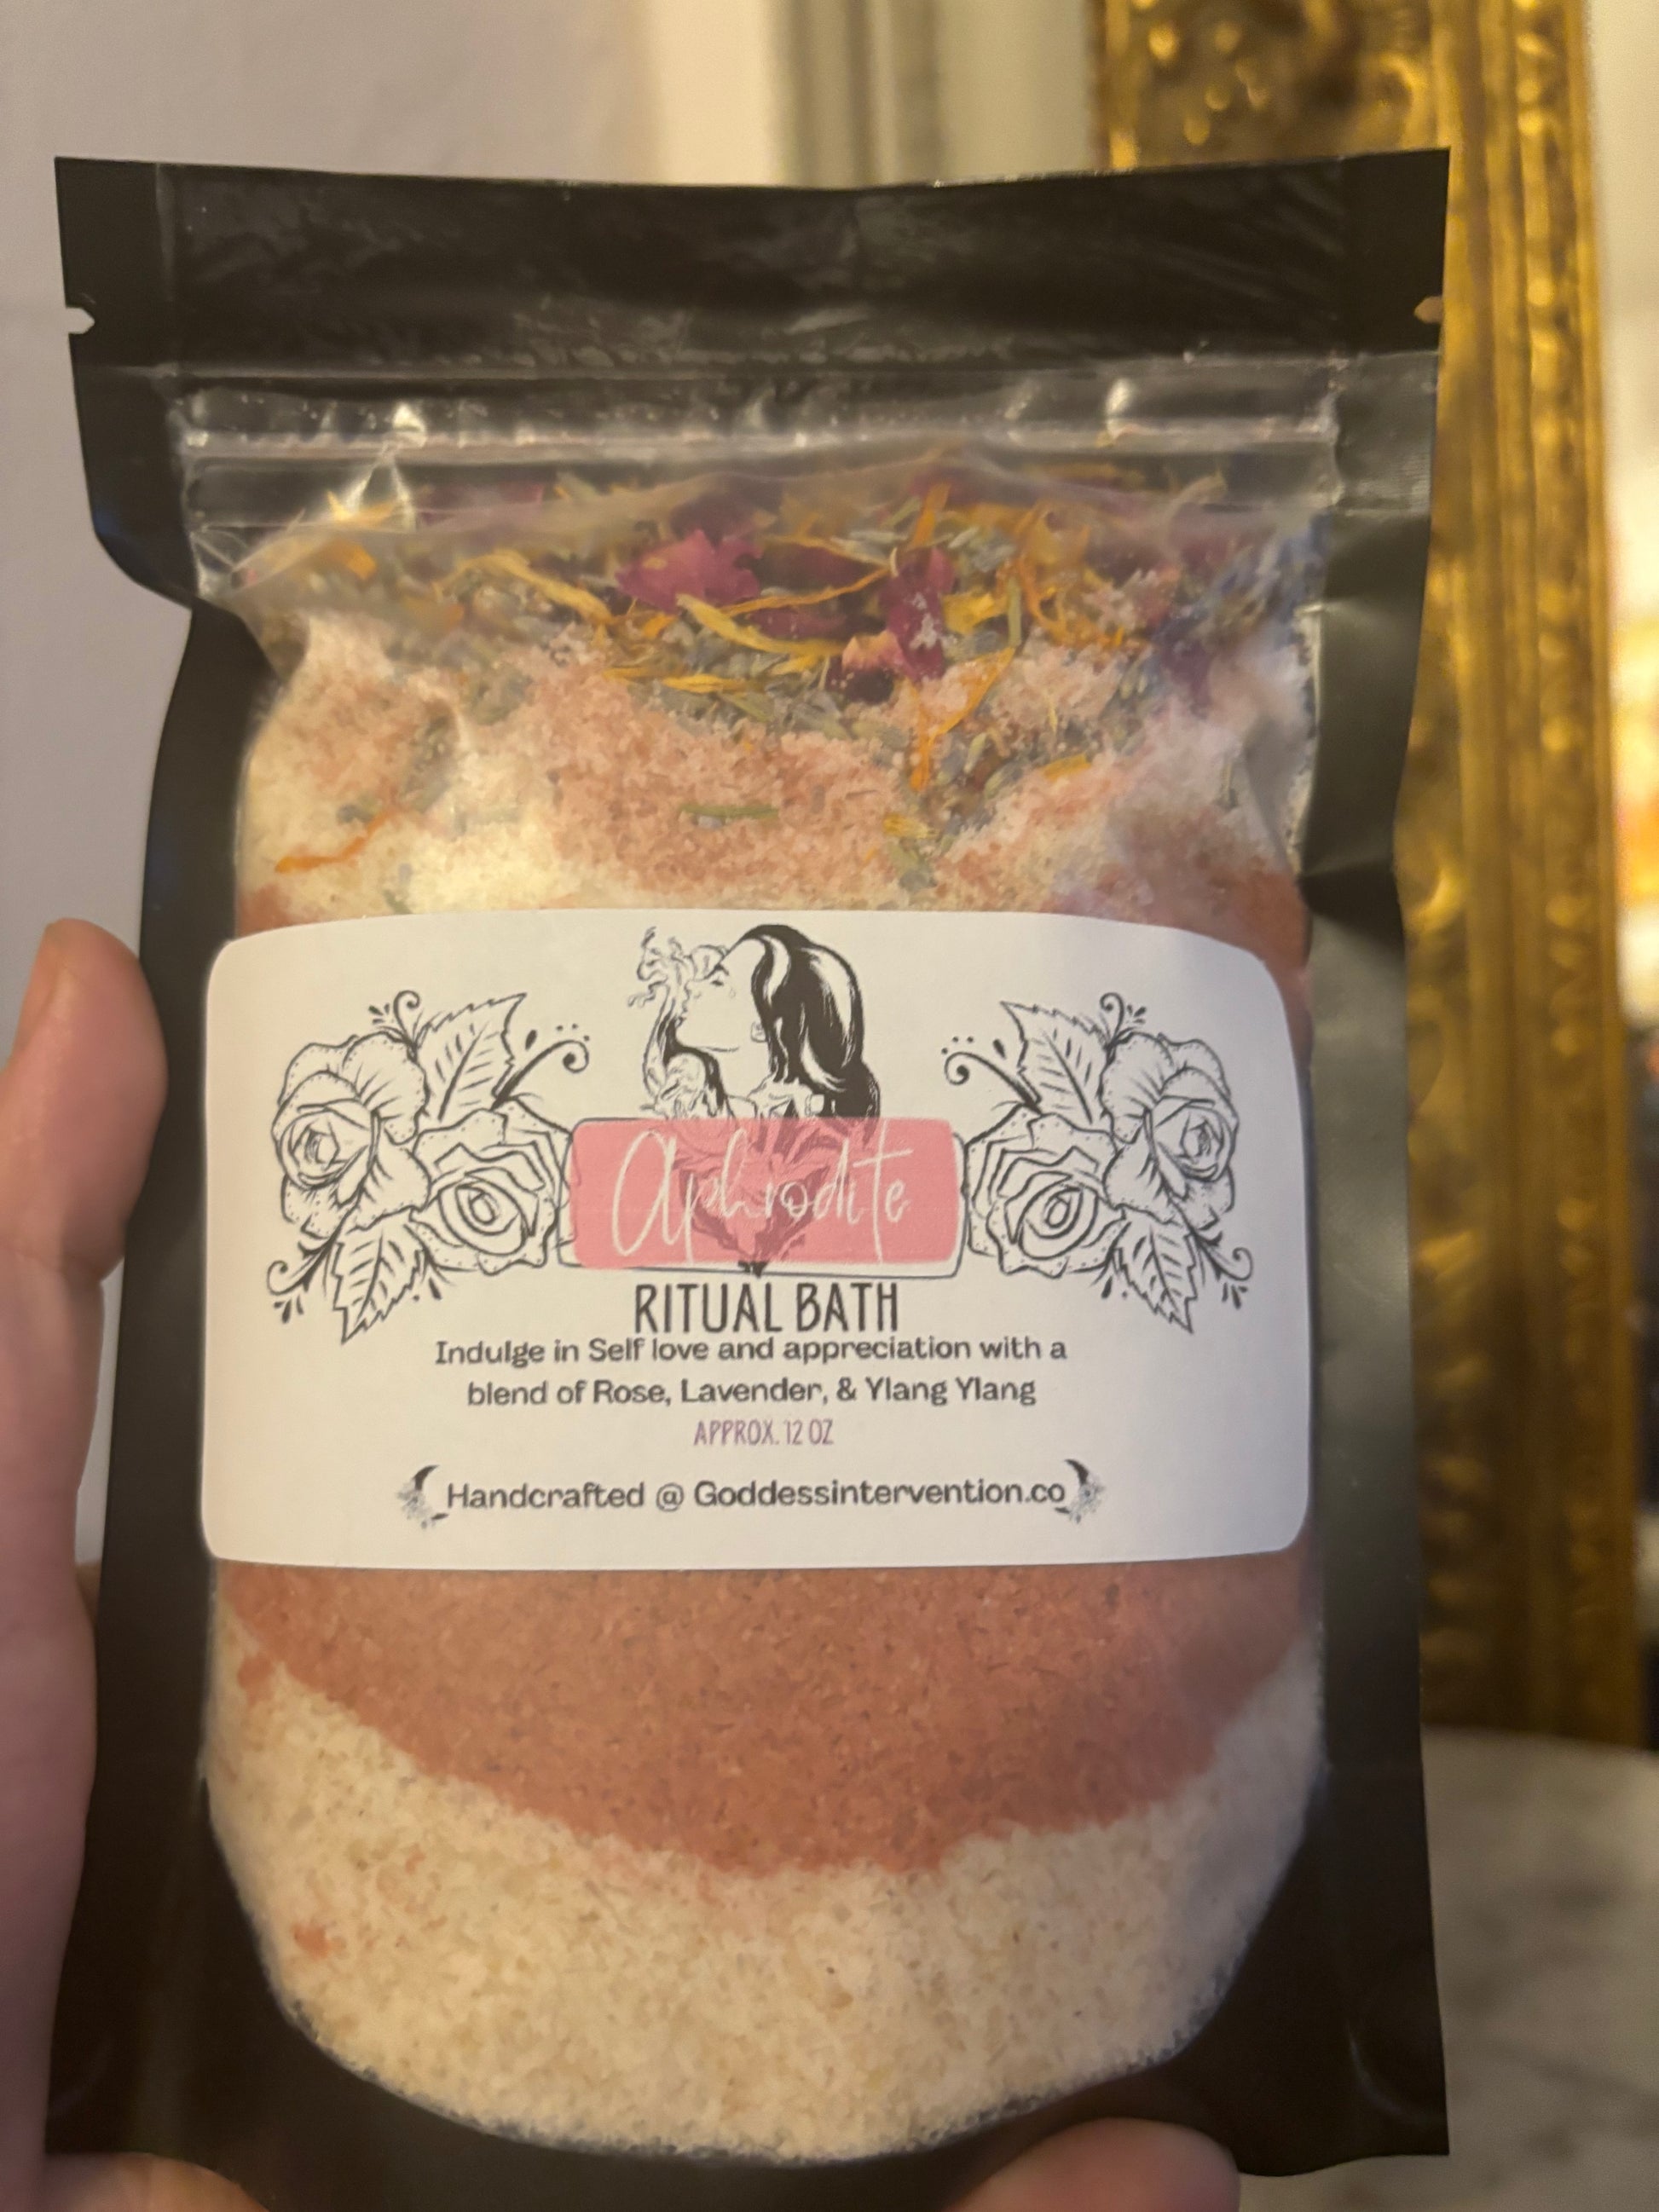 Aphrodite
RITUAL BATH
Indulge in Self love and appreciation with a
blend of Rose, Lavender, & Ylang Ylang
APPROX. 12 OZ
Handcrafted @ Goddessintervention.co